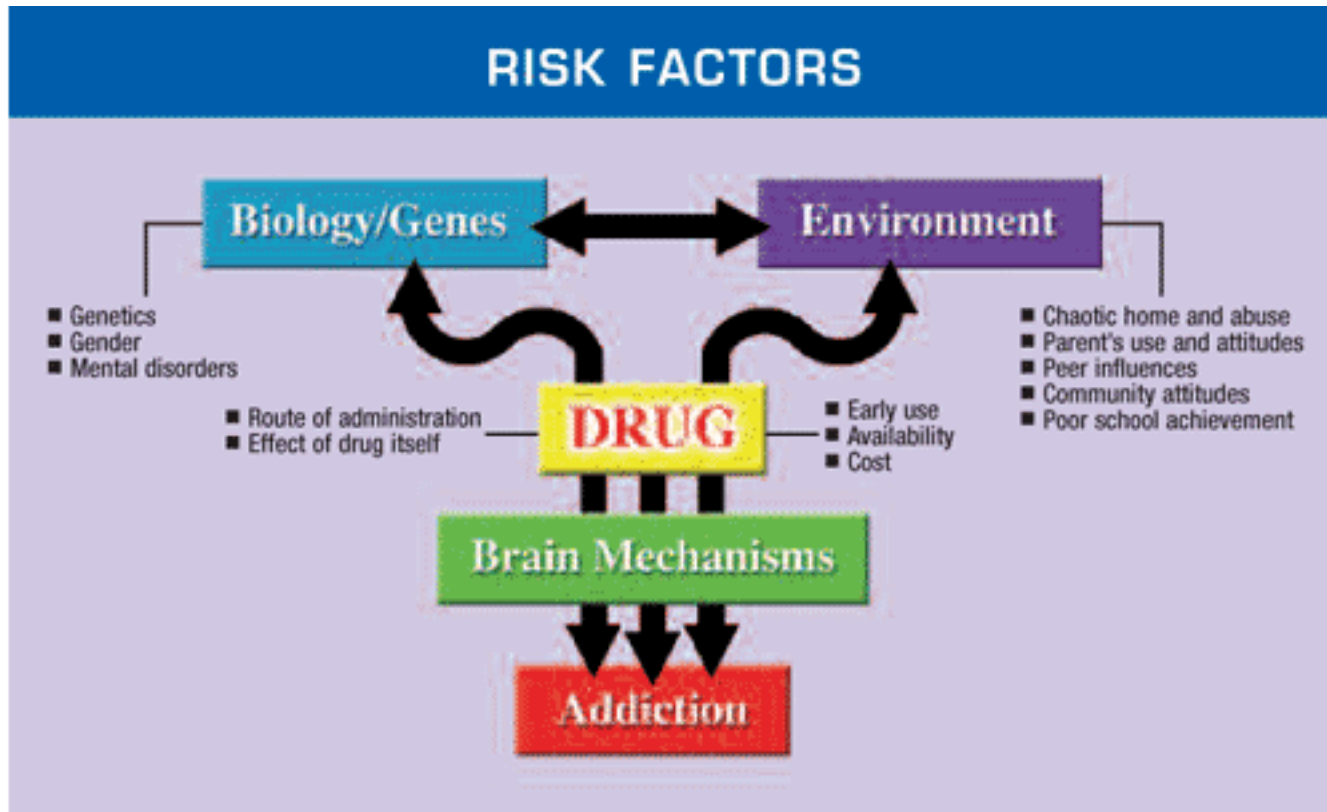 RISK FACTORS
Biology/Genes
Environment
■ Genetics
■ Gender
■ Mental disorders
■ Chaotic home and abuse
■ Parent's use and attitudes
■ Peer influences
■ Community attitudes
■ Poor school achievement
■ Route of administration
■ Effect of drug itself
DRUG
■ Early use
■ Availability
■ Cost
Brain Mechanisms
Addiction